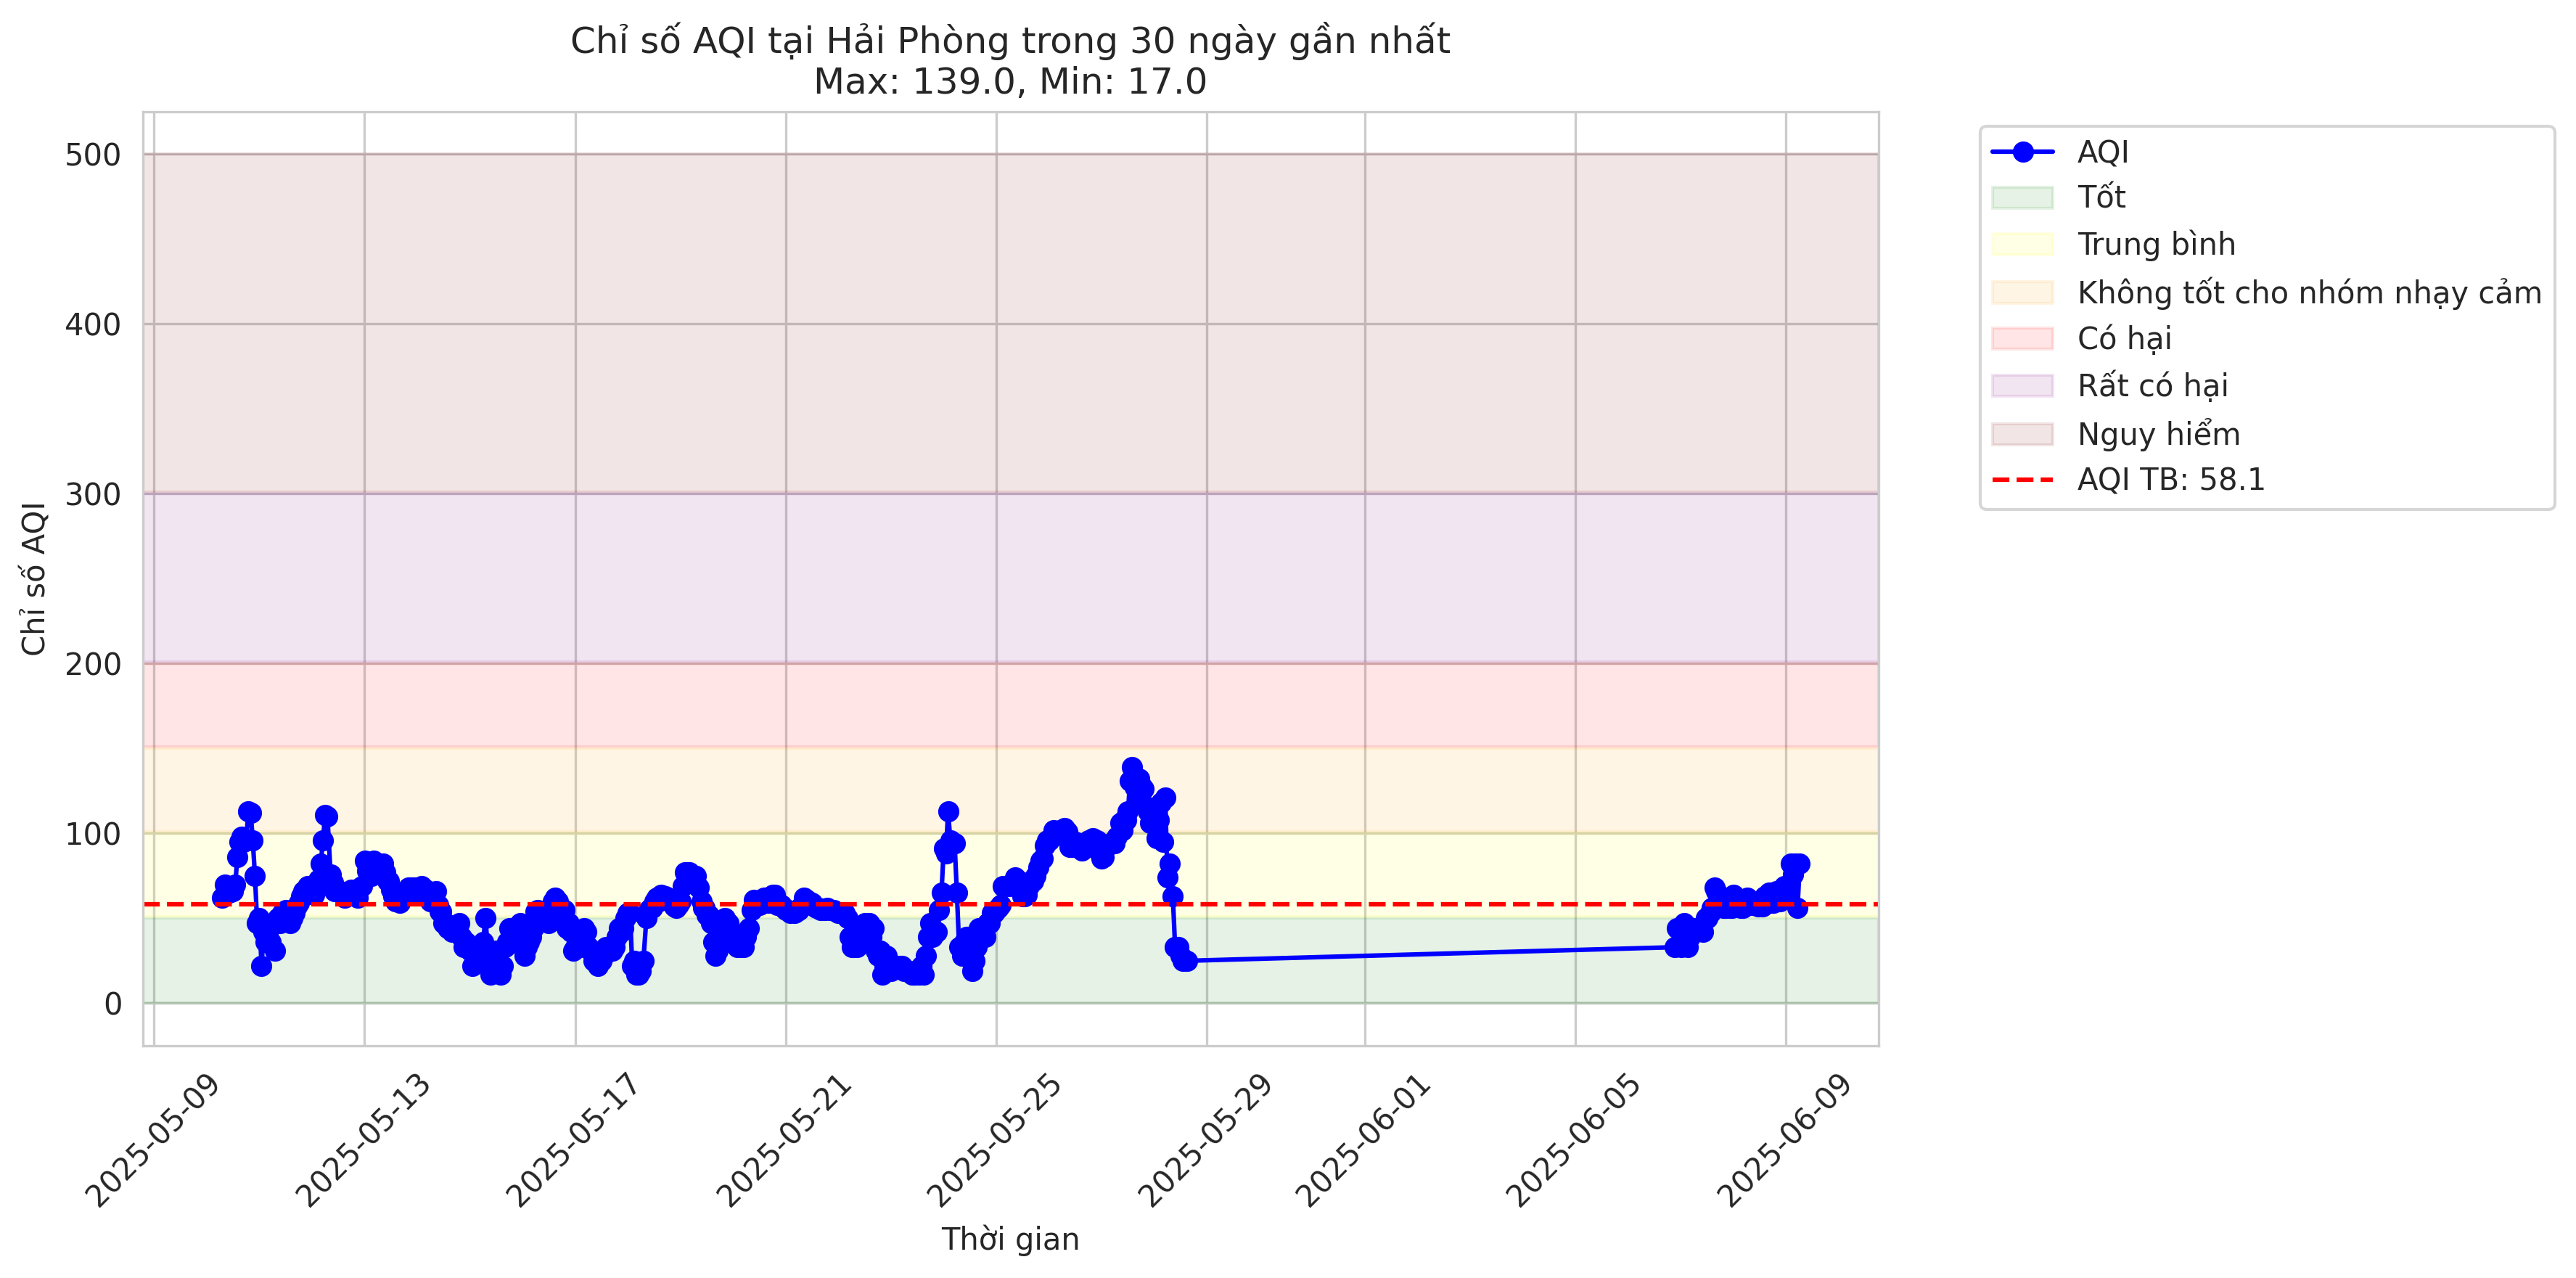 Chỉ số AQI tại Hải Phòng trong 30 ngày gần nhất
Max: 139.0, Min: 17.0
Chỉ số AQI
500
400
300
200
100
0
2025-05-09
2025-05-13
2025-05-17
2025-05-21
2025-05-25
2025-05-29
2025-06-01
2025-06-05
2025-06-09
Thời gian
AQI
Tốt
Trung bình
Không tốt cho nhóm nhạy cảm
Có hại
Rất có hại
Nguy hiểm
AQI TB: 58.1